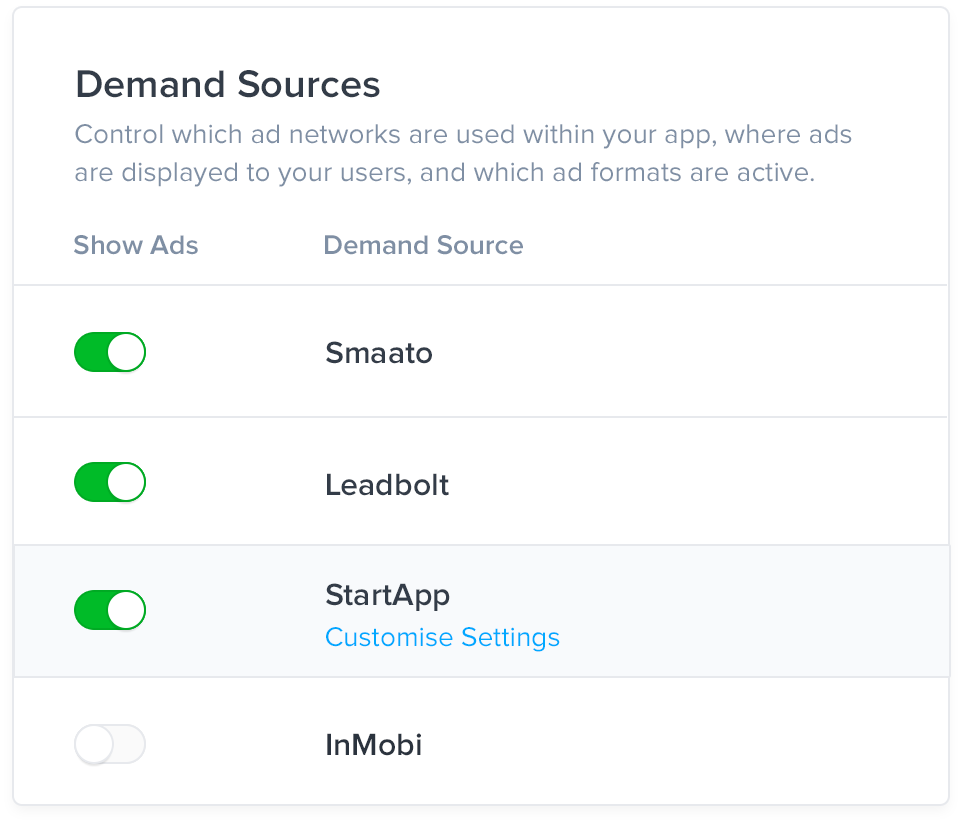 Demand Sources
Control which ad networks are used within your app, where ads
are displayed to your users, and which ad formats are active.
Show Ads Demand Source
Smaato
Leadbolt
StartApp
Customise Settings
InMobi